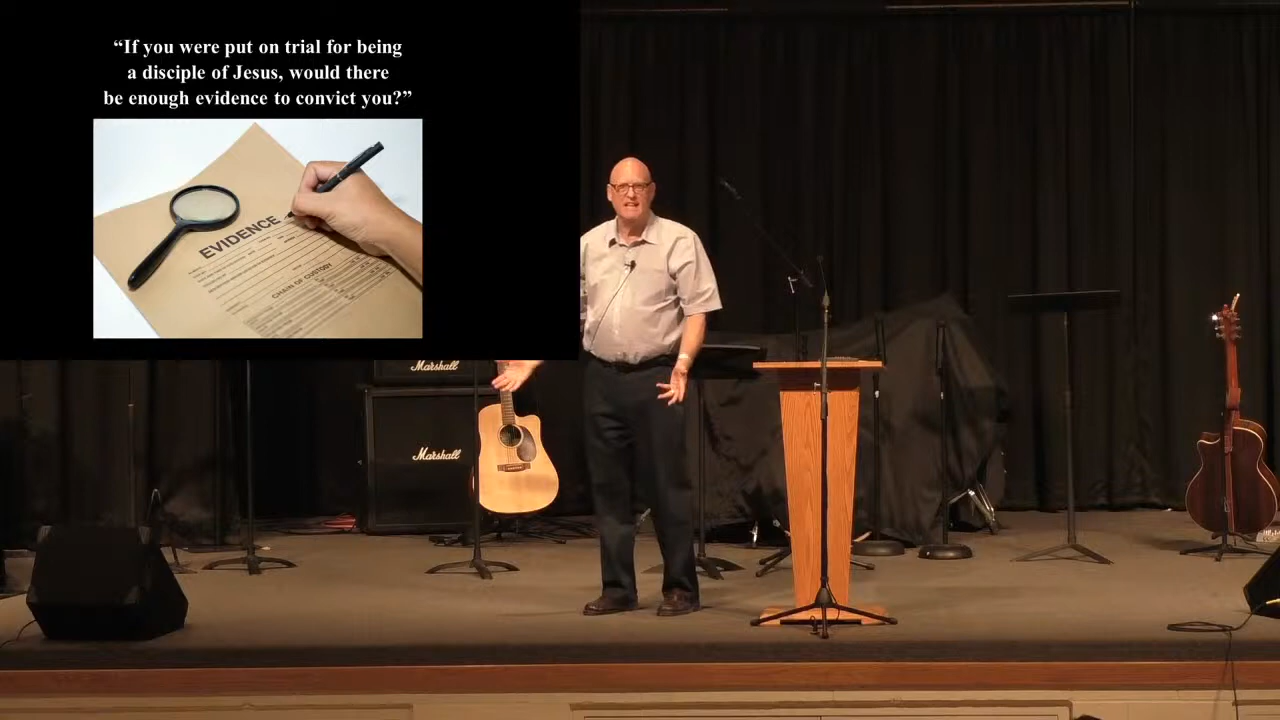 “If you were put on trial for being
a disciple of Jesus, would there
be enough evidence to convict you?”
EVIDENCE
CHAIN OF CUSTODY
Marshall
Marshall